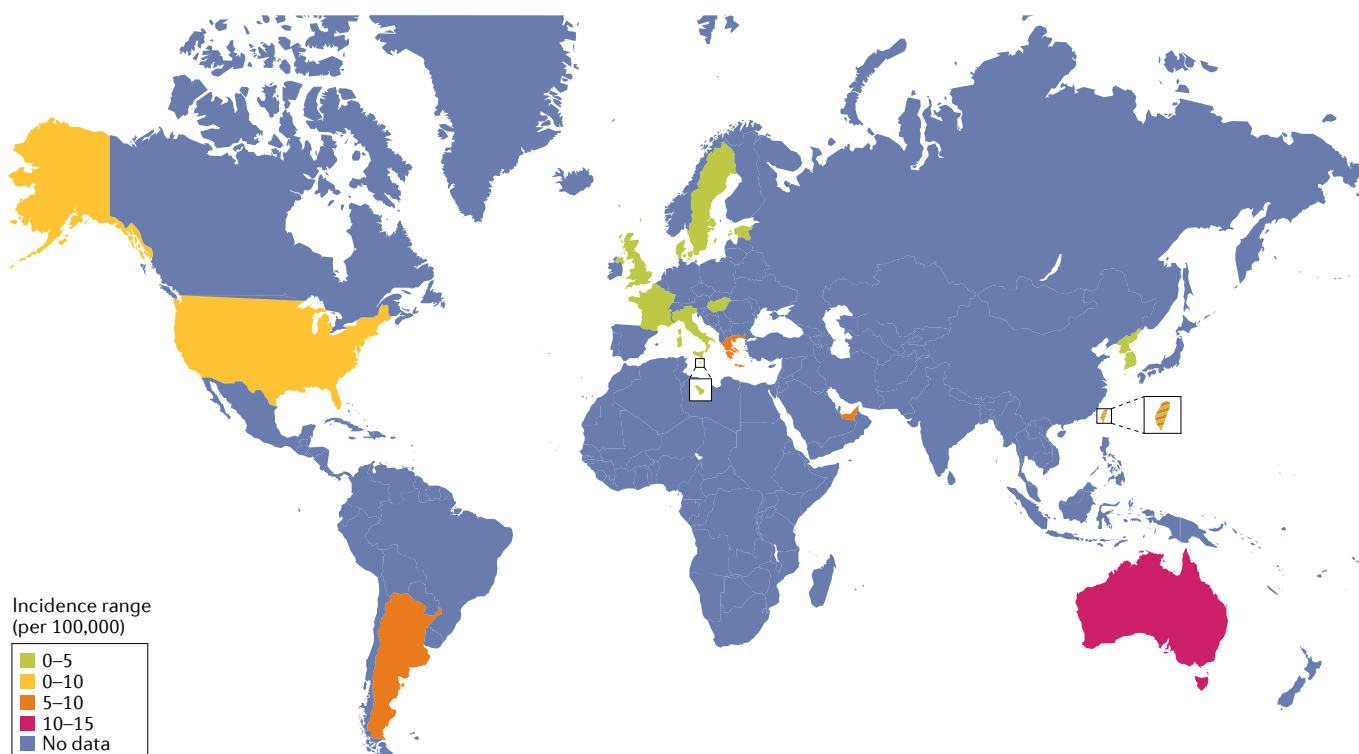 Incidence range
(per 100,000)
0–5
0–10
5–10
10–15
No data